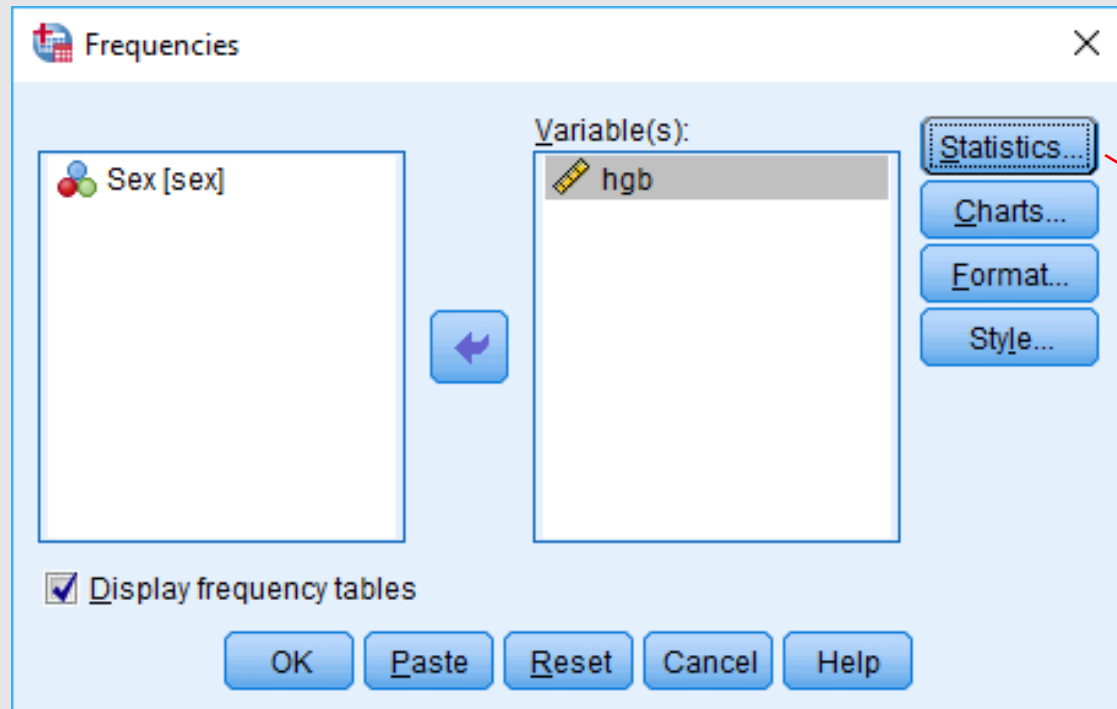 Frequencies
Variable(s):
Sex [sex]
hgb
Statistics...
Charts...
Format...
Style...
Display frequency tables
OK
Paste
Reset
Cancel
Help